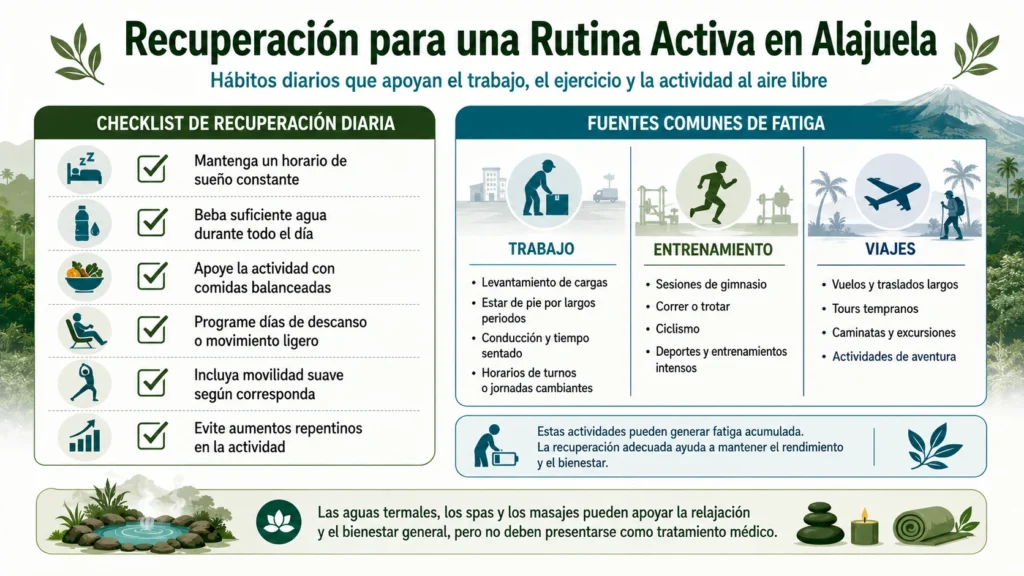 Recuperación para una Rutina Activa en Alajuela
Hábitos diarios que apoyan el trabajo, el ejercicio y la actividad al aire libre
CHECKLIST DE RECUPERACIÓN DIARIA
zZZ
Mantenga un horario de
sueño constante
Beba suficiente agua
durante todo el día
Apoye la actividad con
comidas balanceadas
Programe días de descanso
o movimiento ligero
Incluya movilidad suave
según corresponda
Evite aumentos repentinos
en la actividad
FUENTES COMUNES DE FATIGA
TRABAJO
• Levantamiento de cargas
• Estar de pie por largos
periodos
• Conducción y tiempo
sentado
• Horarios de turnos
o jornadas cambiantes
ENTRENAMIENTO
• Sesiones de gimnasio
• Correr o trotar
• Ciclismo
• Deportes y entrenamientos
intensos
VIAJES
• Vuelos y traslados largos
• Tours tempranos
• Caminatas y excursiones
• Actividades de aventura
Estas actividades pueden generar fatiga acumulada.
La recuperación adecuada ayuda a mantener el rendimiento
y el bienestar.
Las aguas termales, los spas y los masajes pueden apoyar la relajación
y el bienestar general, pero no deben presentarse como tratamiento médico.